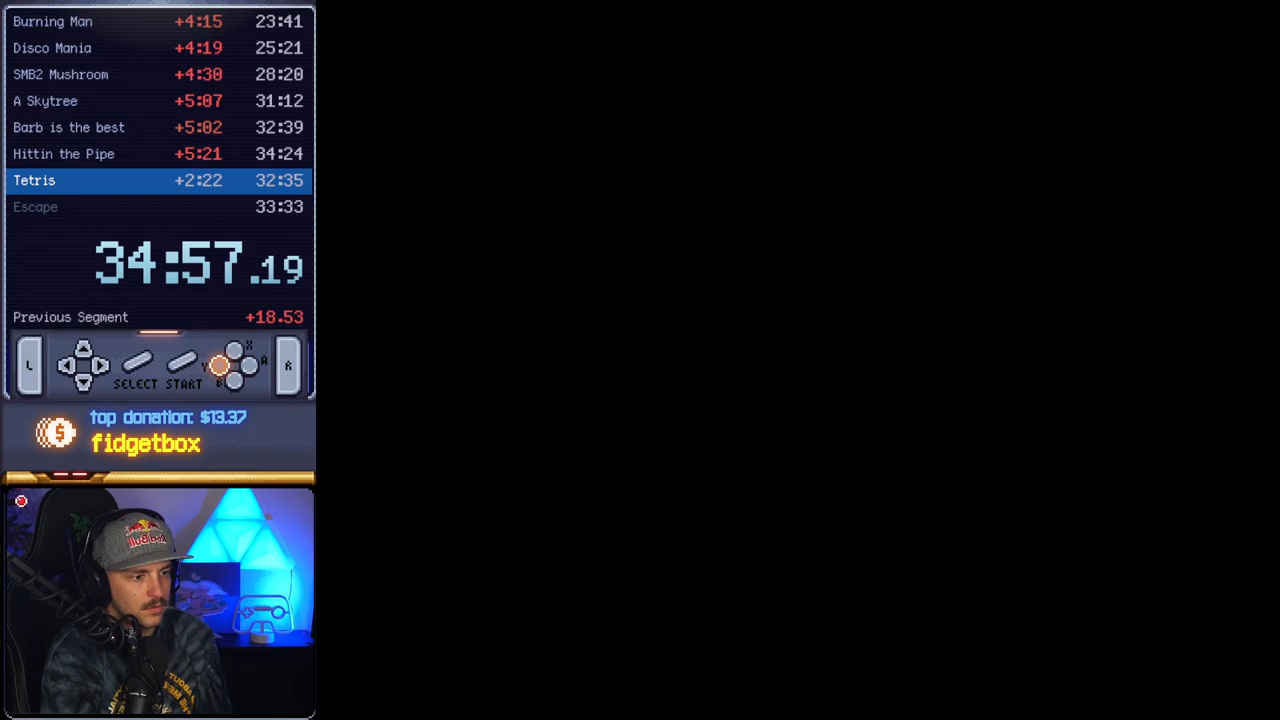 Burning Man +4:15 23:41
Disco Mania +4:19 25:21
SMB2 Mushroom +4:30 28:20
A Skytree +5:07 31:12
Barb is the best +5:02 32:39
Hittin the Pipe +5:21 34:24
Tetris +2:22 32:35
Escape 33:33
34:57.19
Previous Segment +18.53
L SELECT START X Y A B R
top donation: $13.37
$ fidgetbox
Red Bull